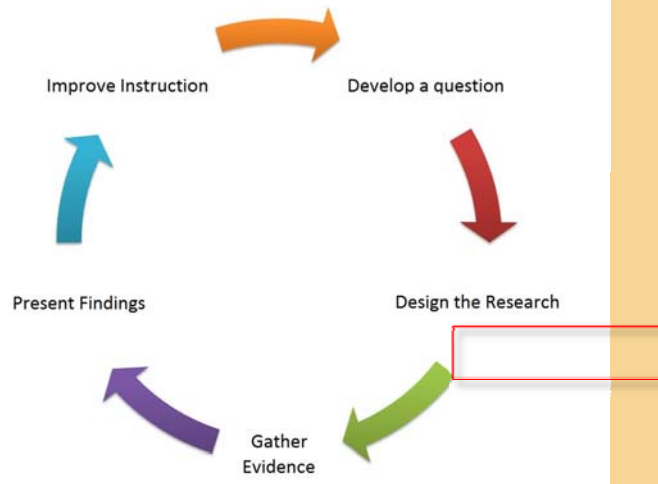 Improve Instruction
Develop a question
Present Findings
Design the Research
Gather
Evidence